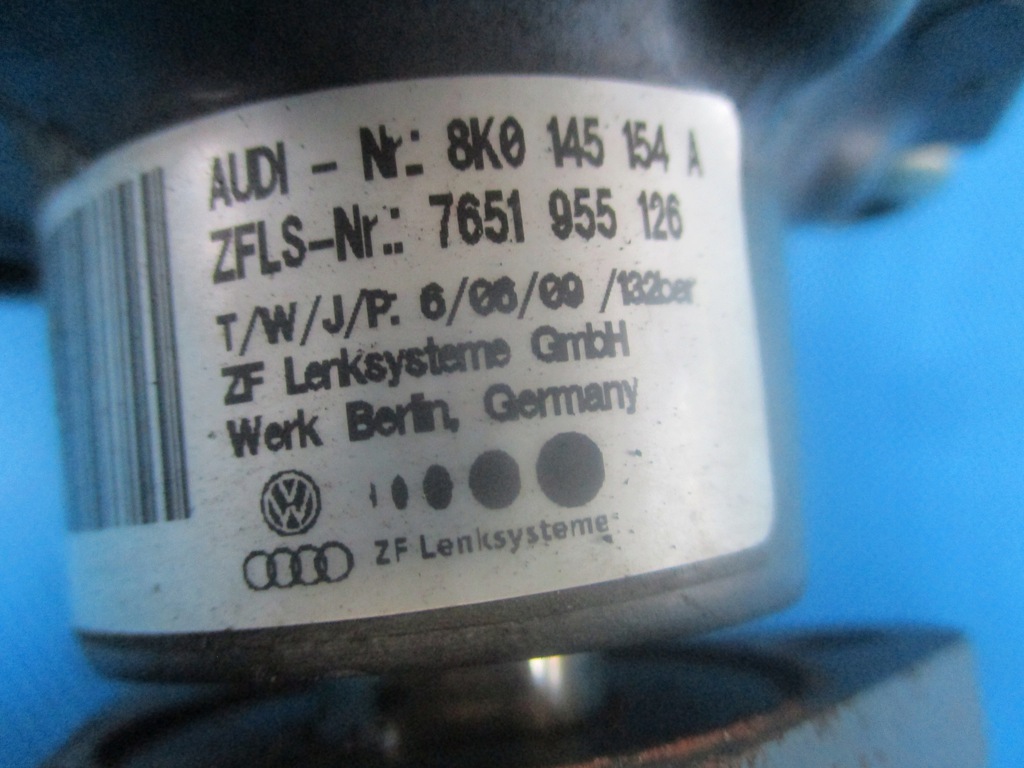 AUDI - Nr.: 8K0 145 154 A
ZFLS-Nr.: 7651 955 126
T/W/J/P: 6/06/09 /132bar
ZF Lenksysteme GmbH
Werk Berlin, Germany
ZF Lenksysteme